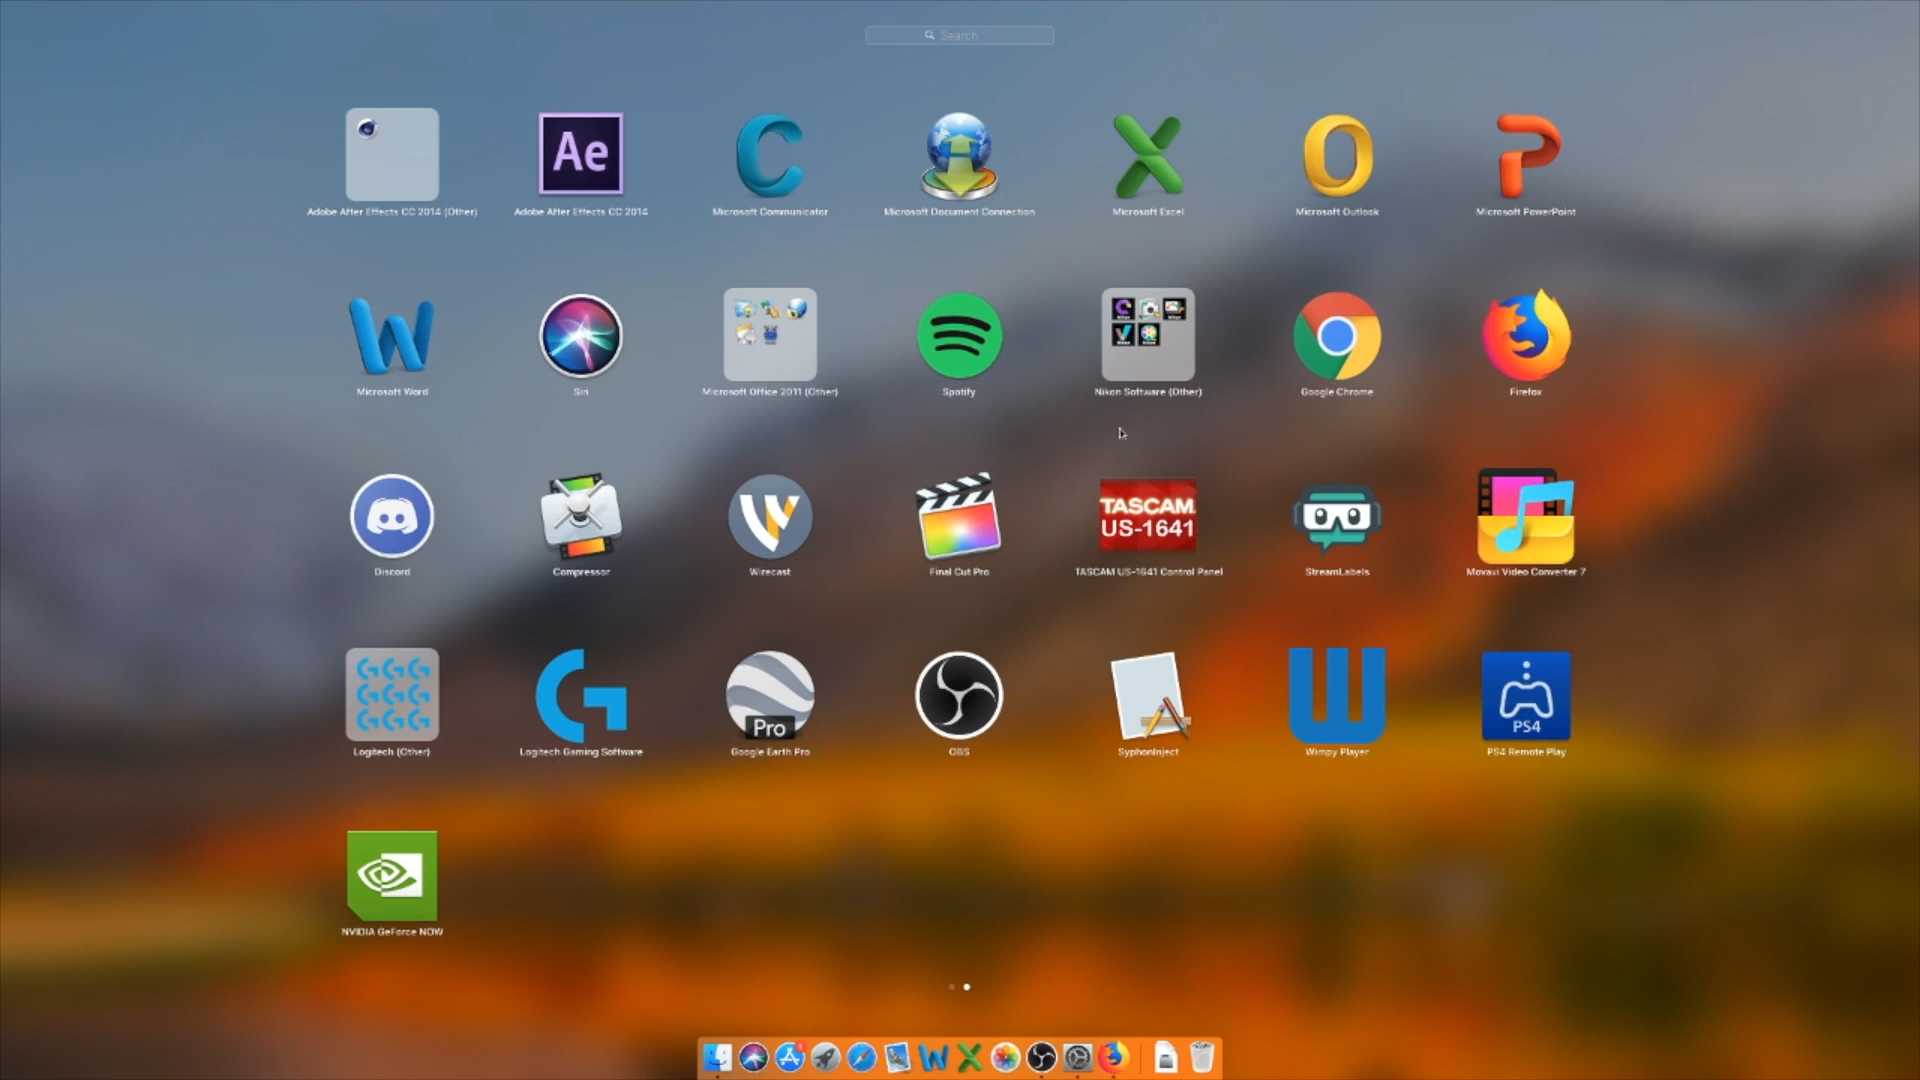 Search
Ae
Adobe After Effects CC 2014 (Other)
Adobe After Effects CC 2014
Microsoft Communicator
Microsoft Document Connection
Microsoft Excel
Microsoft Outlook
Microsoft PowerPoint
Microsoft Word
Siri
Microsoft Office 2011 (Other)
Spotify
Nikon Software (Other)
Google Chrome
Firefox
TASCAM
US-1641
Discord
Compressor
Wirecast
Final Cut Pro
TASCAM US-1641 Control Panel
StreamLabels
Movavi Video Converter 7
Pro
PS4
Logitech (Other)
Logitech Gaming Software
Google Earth Pro
OBS
SyphonInject
Wimpy Player
PS4 Remote Play
NVIDIA GeForce NOW